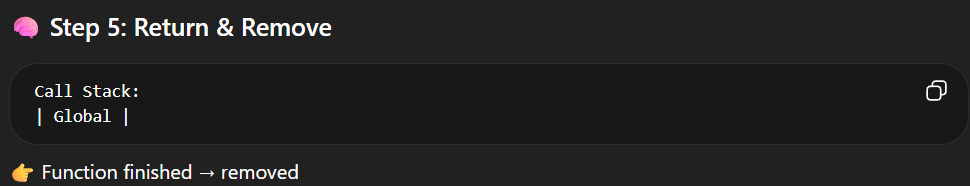 🧠 Step 5: Return & Remove
Call Stack:
| Global |
👉 Function finished → removed